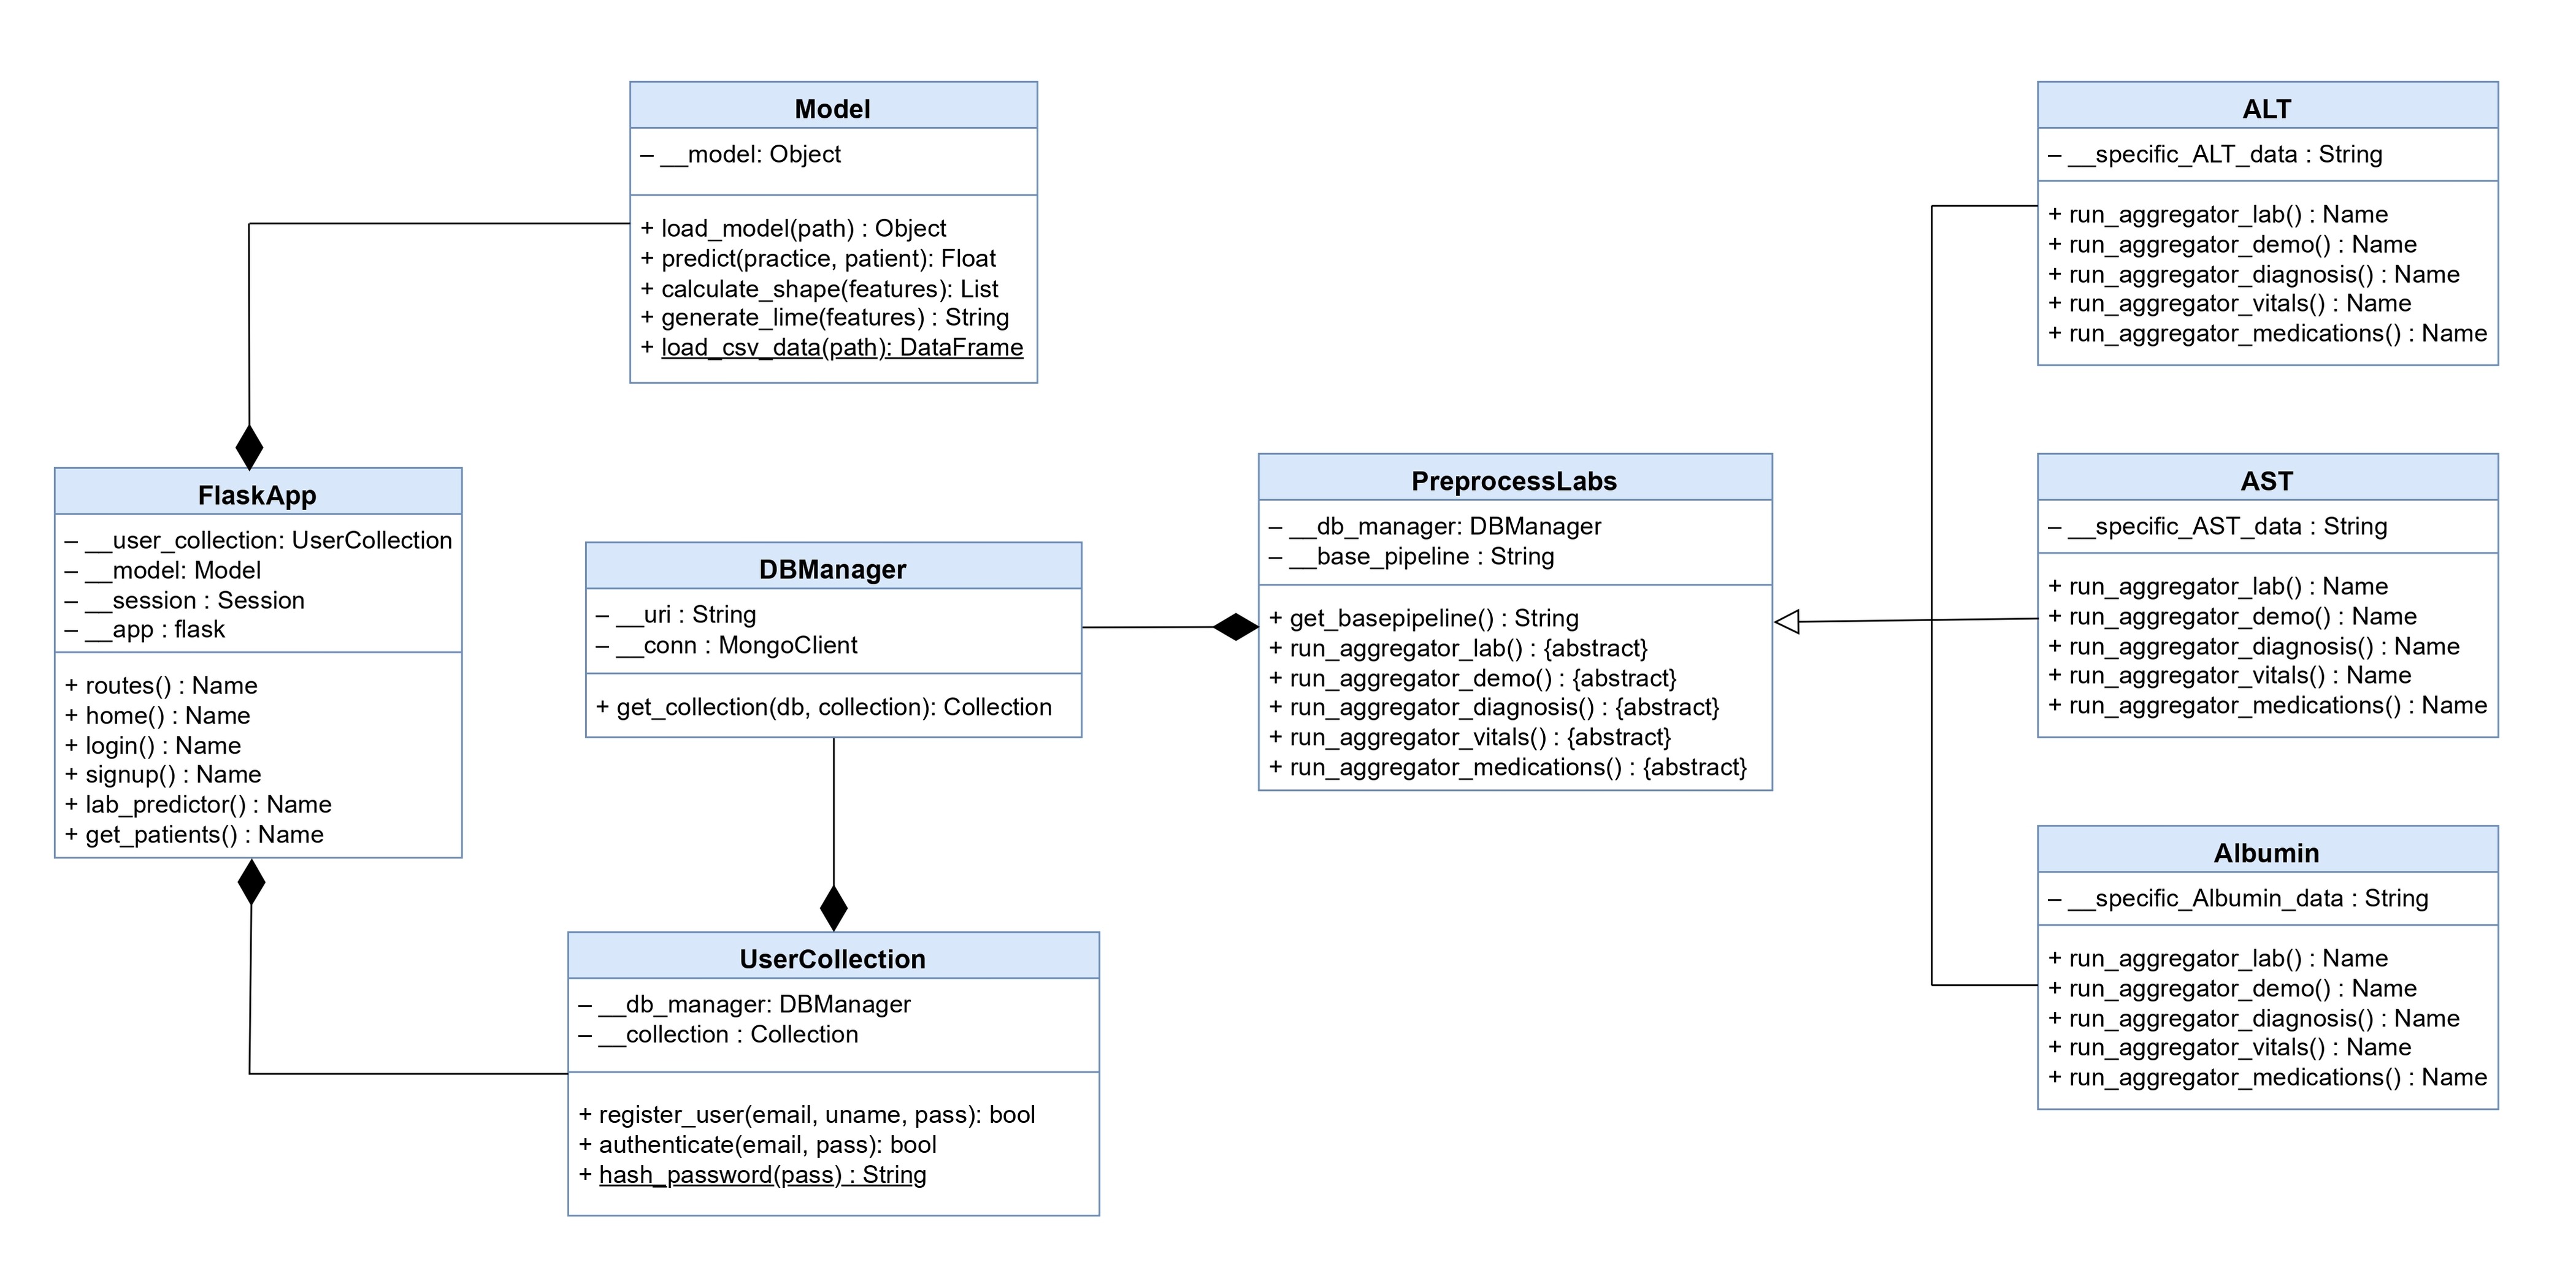 Model
– __model: Object
+ load_model(path) : Object
+ predict(practice, patient): Float
+ calculate_shape(features): List
+ generate_lime(features) : String
+ load_csv_data(path): DataFrame
FlaskApp
– __user_collection: UserCollection
– __model: Model
– __session : Session
– __app : flask
+ routes() : Name
+ home() : Name
+ login() : Name
+ signup() : Name
+ lab_predictor() : Name
+ get_patients() : Name
DBManager
– __uri : String
– __conn : MongoClient
+ get_collection(db, collection): Collection
UserCollection
– __db_manager: DBManager
– __collection : Collection
+ register_user(email, uname, pass): bool
+ authenticate(email, pass): bool
+ hash_password(pass) : String
PreprocessLabs
– __db_manager: DBManager
– __base_pipeline : String
+ get_basepipeline() : String
+ run_aggregator_lab() : {abstract}
+ run_aggregator_demo() : {abstract}
+ run_aggregator_diagnosis() : {abstract}
+ run_aggregator_vitals() : {abstract}
+ run_aggregator_medications() : {abstract}
ALT
– __specific_ALT_data : String
+ run_aggregator_lab() : Name
+ run_aggregator_demo() : Name
+ run_aggregator_diagnosis() : Name
+ run_aggregator_vitals() : Name
+ run_aggregator_medications() : Name
AST
– __specific_AST_data : String
+ run_aggregator_lab() : Name
+ run_aggregator_demo() : Name
+ run_aggregator_diagnosis() : Name
+ run_aggregator_vitals() : Name
+ run_aggregator_medications() : Name
Albumin
– __specific_Albumin_data : String
+ run_aggregator_lab() : Name
+ run_aggregator_demo() : Name
+ run_aggregator_diagnosis() : Name
+ run_aggregator_vitals() : Name
+ run_aggregator_medications() : Name